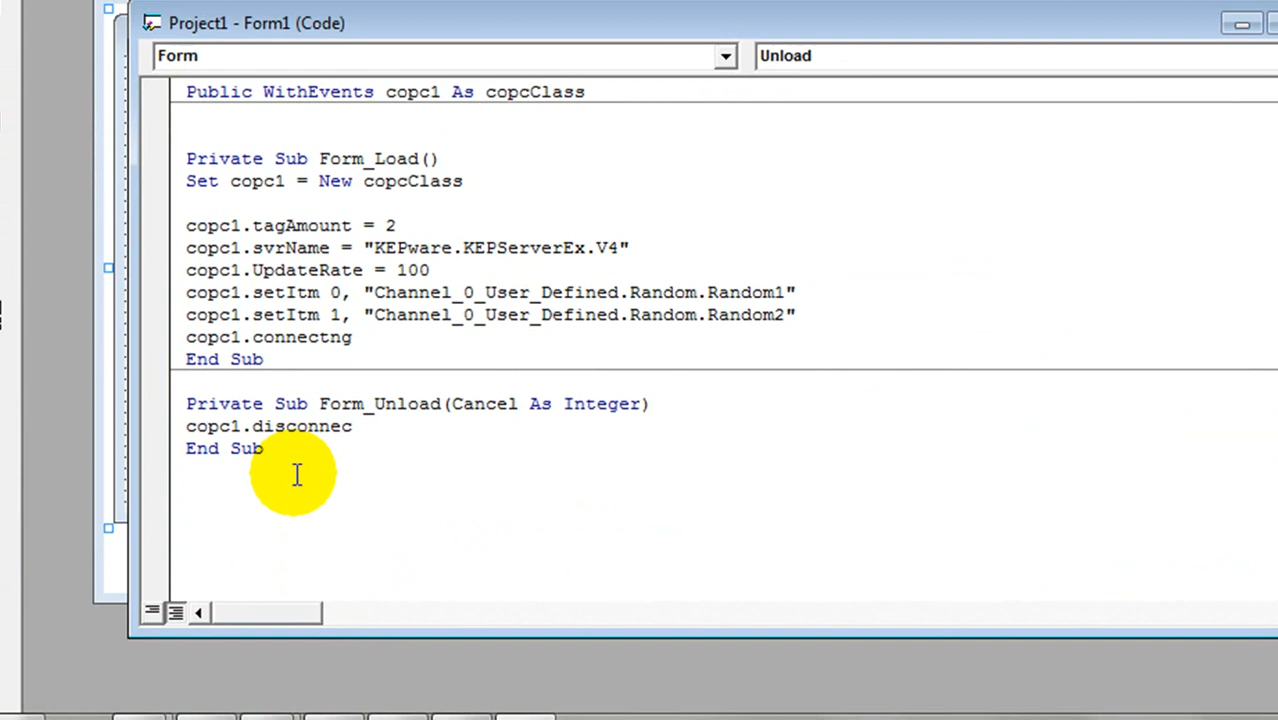 Project1 - Form1 (Code)
Form
Unload
Public WithEvents copc1 As copcClass
Private Sub Form_Load()
Set copc1 = New copcClass
copc1.tagAmount = 2
copc1.svrName = "KEPware.KEPServerEx.V4"
copc1.UpdateRate = 100
copc1.setItm 0, "Channel_0_User_Defined.Random.Random1"
copc1.setItm 1, "Channel_0_User_Defined.Random.Random2"
copc1.connectng
End Sub
Private Sub Form_Unload(Cancel As Integer)
copc1.disconnec
End Sub